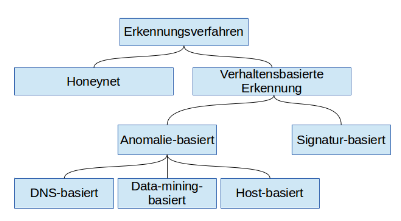 Erkennungsverfahren
Honeynet
Verhaltensbasierte
Erkennung
Anomalie-basiert
Signatur-basiert
DNS-basiert
Data-mining-
basiert
Host-basiert